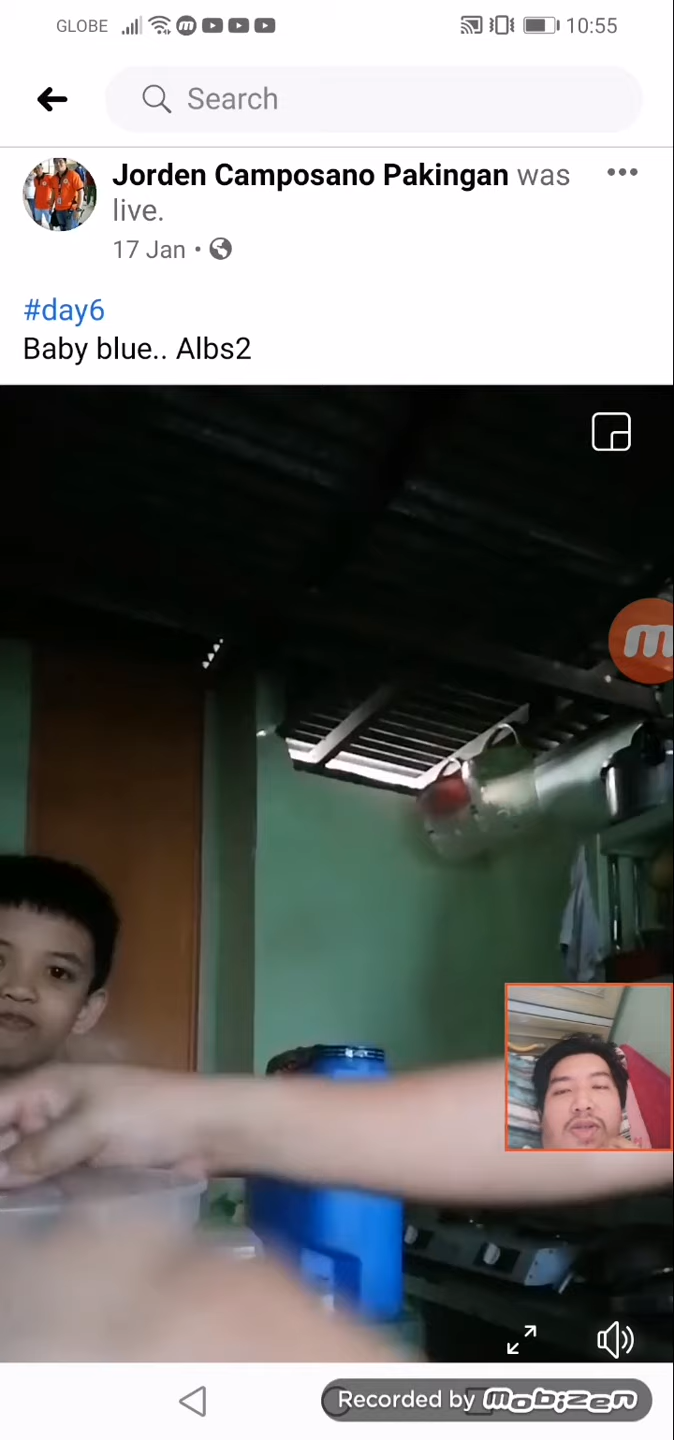 GLOBE 10:55
Search
Jorden Camposano Pakingan was
live.
17 Jan •
#day6
Baby blue.. Albs2
m
Recorded by mobizen